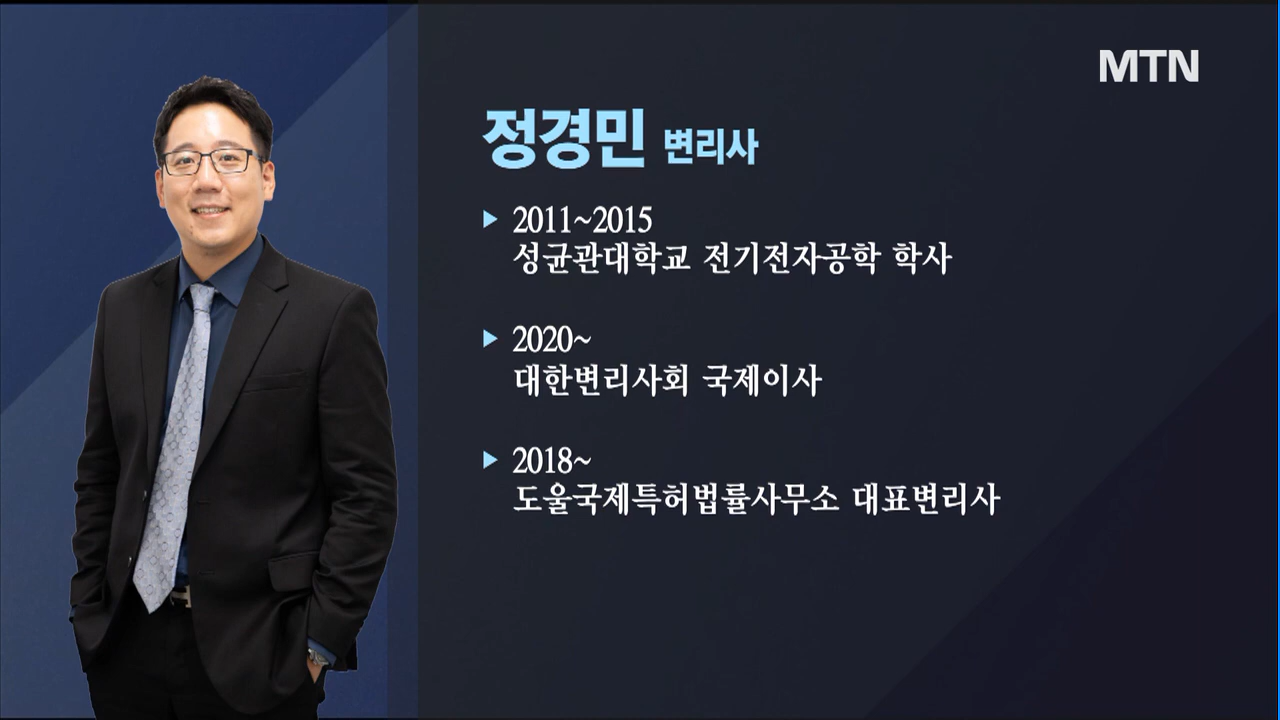 MTN
정경민 변리사
▶ 2011~2015
성균관대학교 전기전자공학 학사
▶ 2020~
대한변리사회 국제이사
▶ 2018~
도울국제특허법률사무소 대표변리사